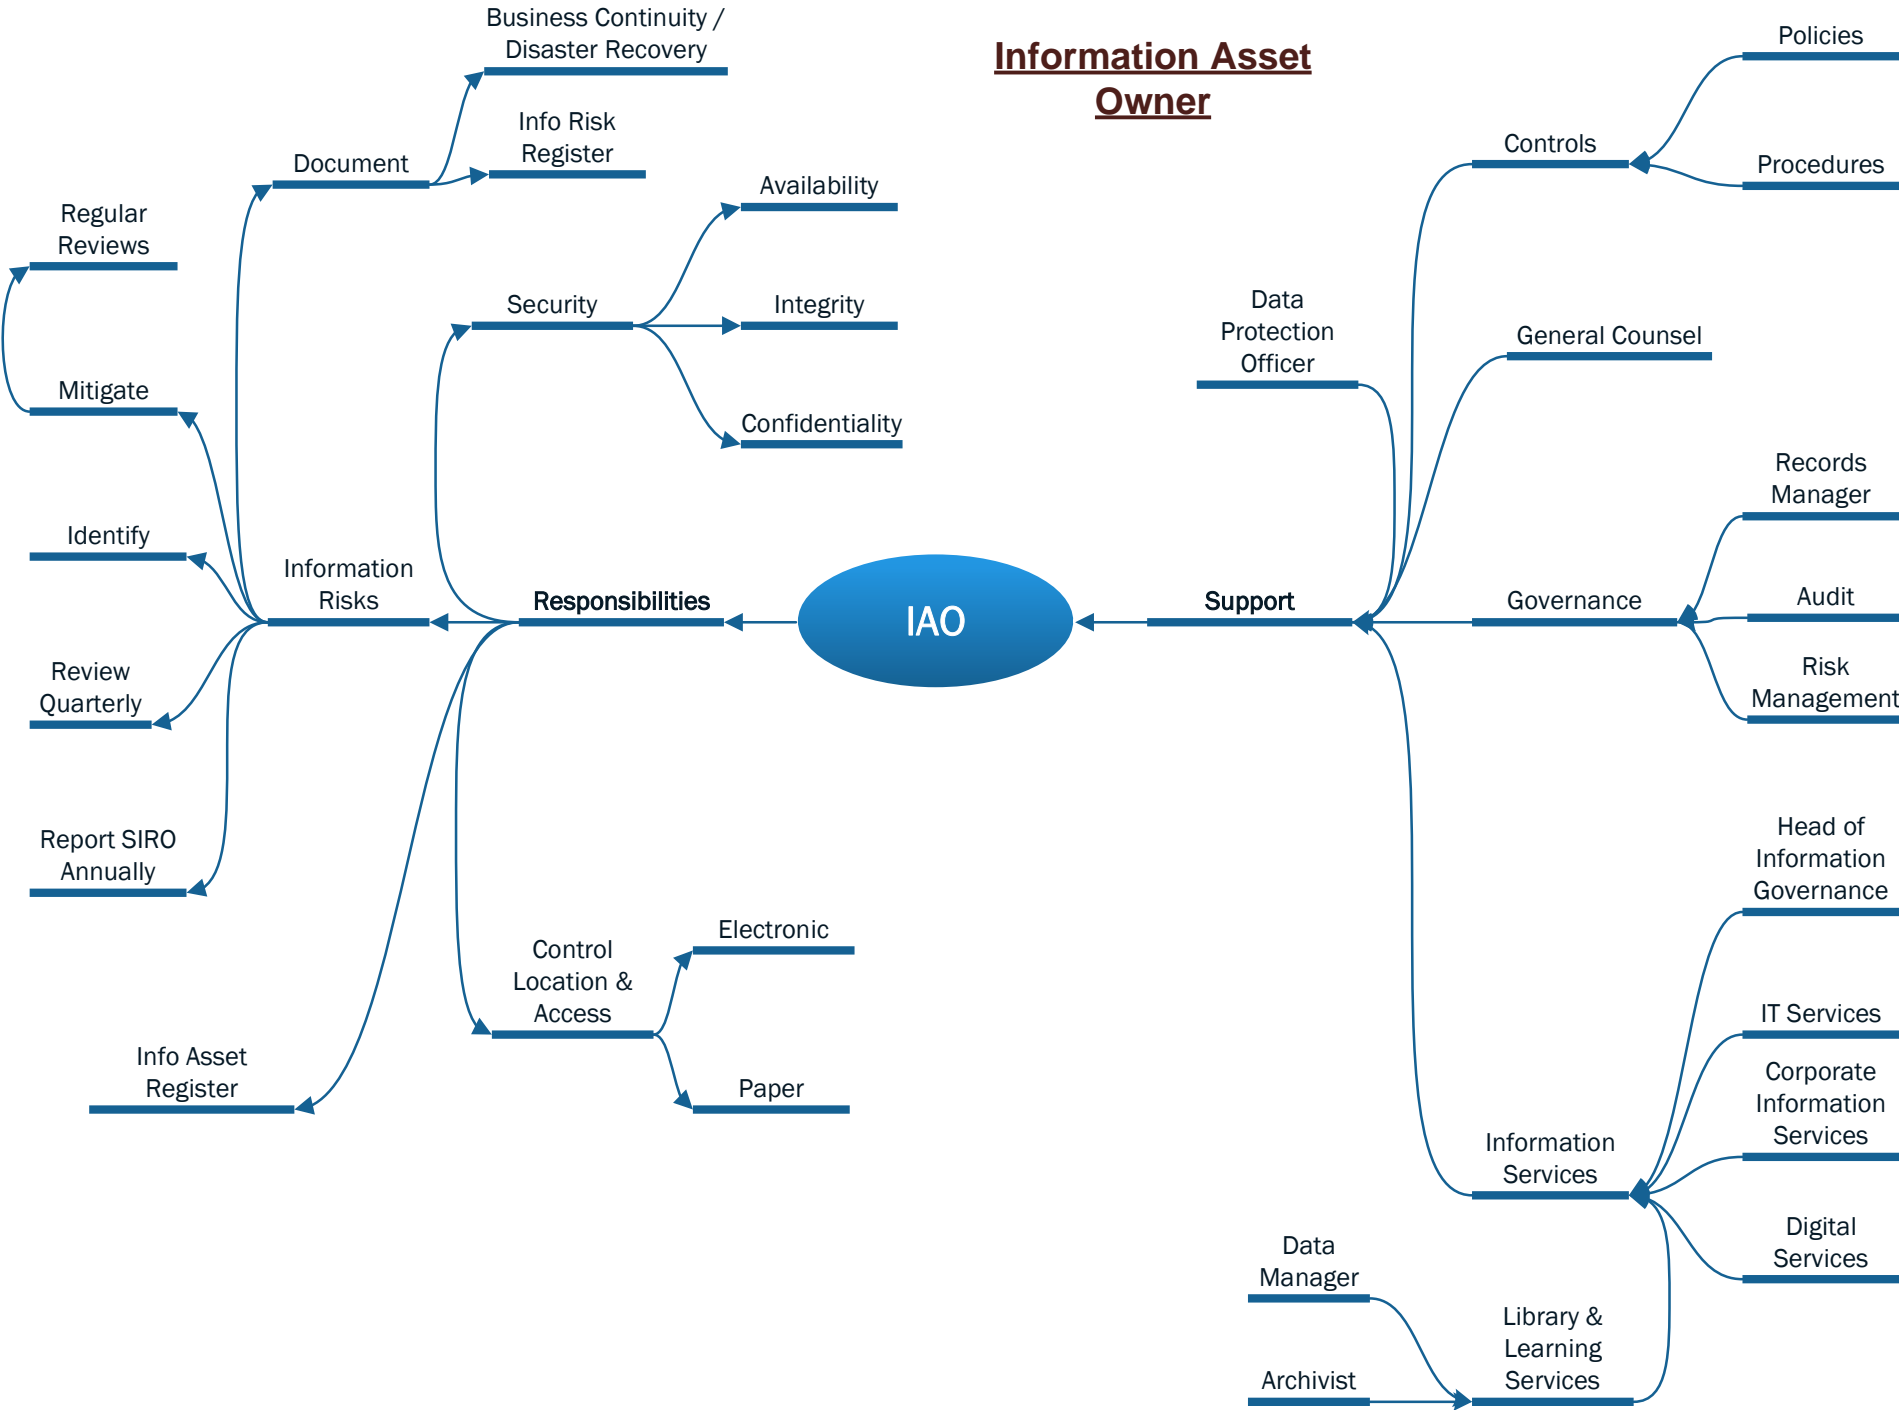 Information Asset
Owner
Business Continuity /
Disaster Recovery
Info Risk
Register
Document
Regular
Reviews
Mitigate
Identify
Review
Quarterly
Report SIRO
Annually
Information
Risks
Security
Availability
Integrity
Confidentiality
Responsibilities
Control
Location &
Access
Electronic
Paper
Info Asset
Register
IAO
Support
Data
Protection
Officer
Controls
Policies
Procedures
General Counsel
Governance
Records
Manager
Audit
Risk
Management
Information
Services
Head of
Information
Governance
IT Services
Corporate
Information
Services
Digital
Services
Library &
Learning
Services
Data
Manager
Archivist